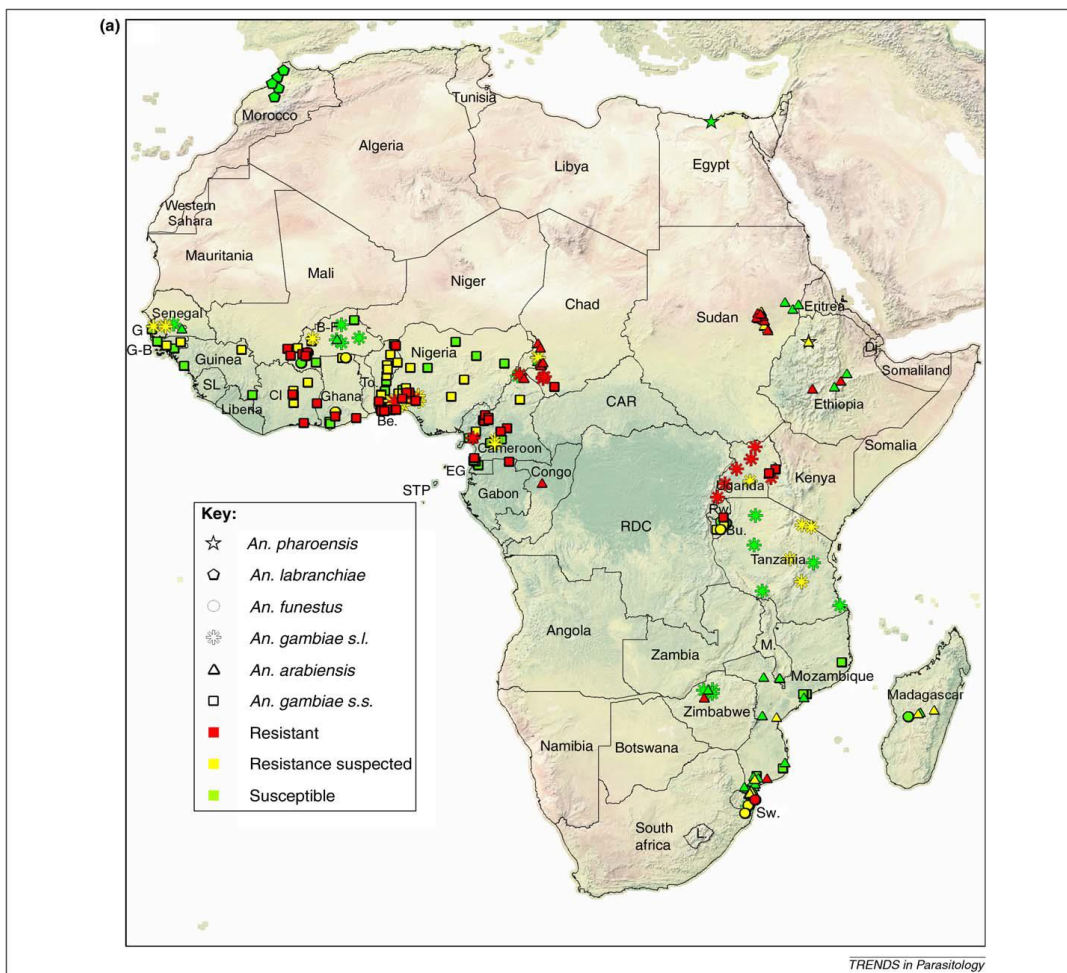 (a)
Morocco
Tunisia
Algeria
Libya
Egypt
Western
Sahara
Mauritania
Mali
Niger
Chad
Sudan
Eritrea
Senegal
G
G-B
B-F
Nigeria
Dj.
Guinea
Somaliland
SL
CI
Ghana
To.
Ethiopia
Liberia
Be.
CAR
Somalia
Cameroon
EG
Congo
Uganda
Kenya
STP
Gabon
Rw.
RDC
Bu.
Tanzania
Key:
An. pharoensis
An. labranchiae
An. funestus
An. gambiae s.l.
An. arabiensis
An. gambiae s.s.
Resistant
Resistance suspected
Susceptible
Angola
Zambia
M.
Mozambique
Madagascar
Zimbabwe
Namibia
Botswana
Sw.
South
africa
L.
TRENDS in Parasitology